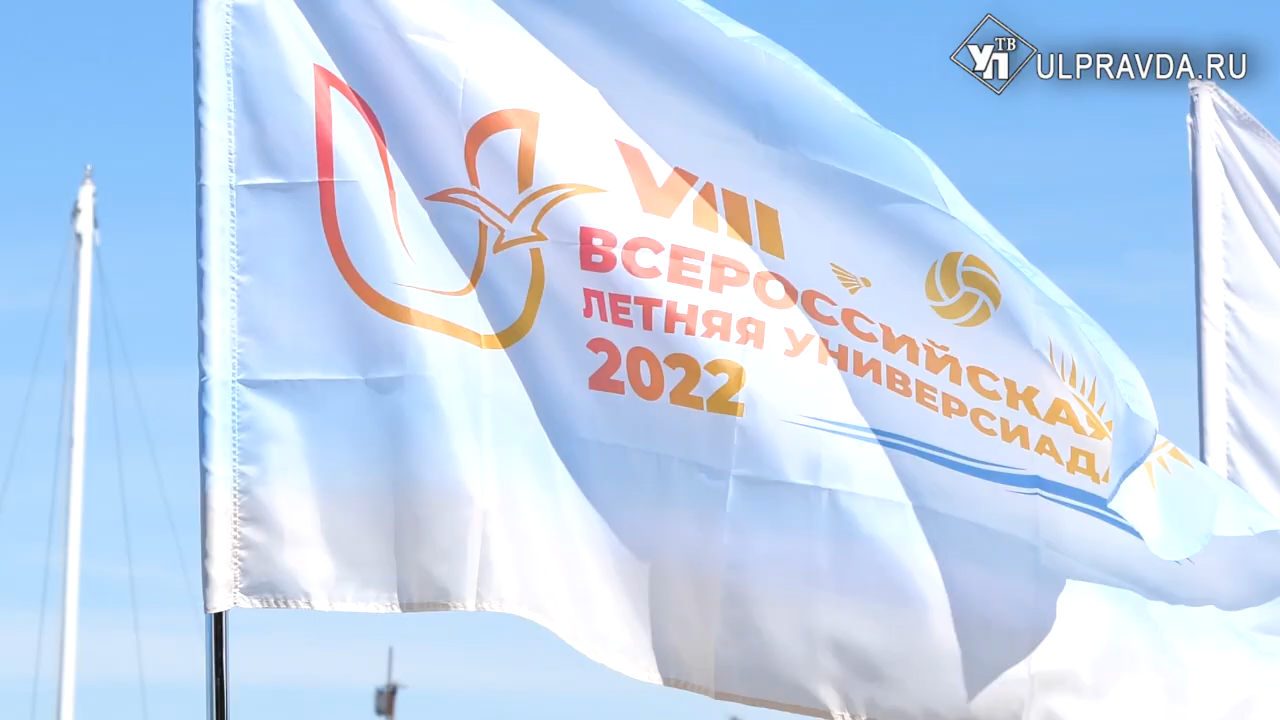 УП ТВ
ULPRAVDA.RU
VIII
ВСЕРОССИЙСКАЯ
ЛЕТНЯЯ УНИВЕРСИАДА
2022